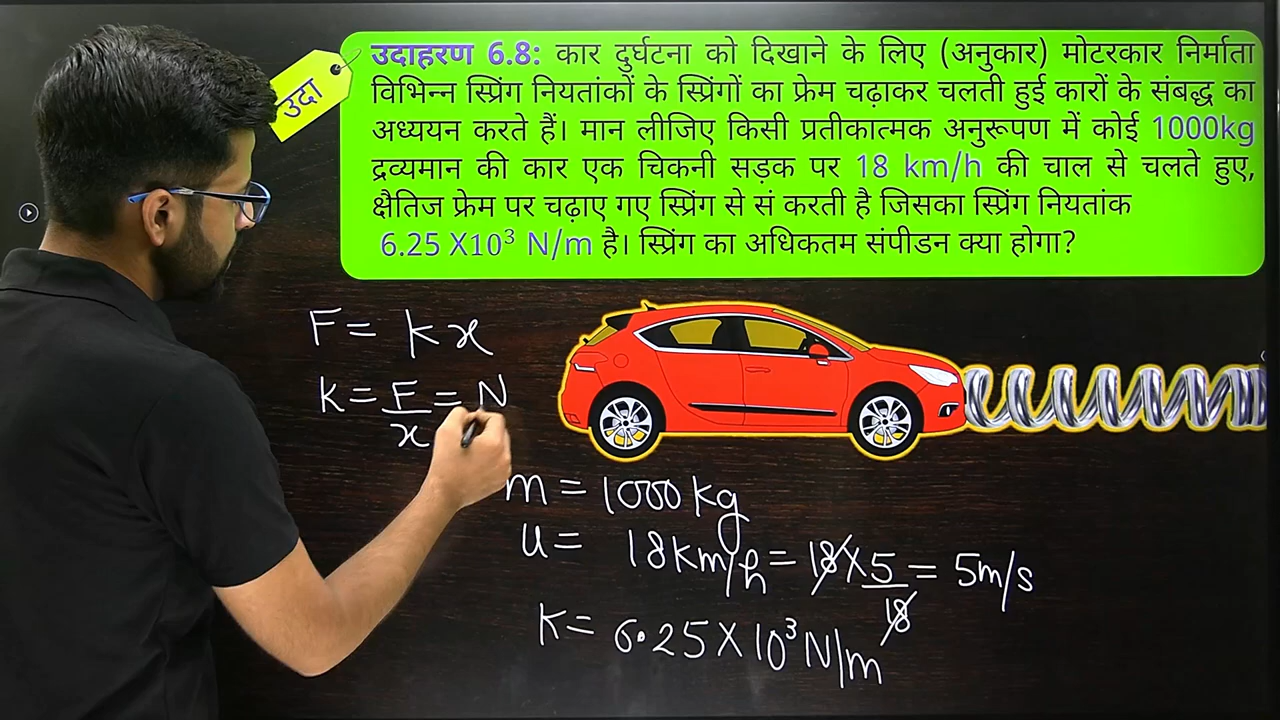 उदा
उदाहरण 6.8: कार दुर्घटना को दिखाने के लिए (अनुकार) मोटरकार निर्माता
विभिन्न स्प्रिंग नियतांकों के स्प्रिंगों का फ्रेम चढ़ाकर चलती हुई कारों के संबद्ध का
अध्ययन करते हैं। मान लीजिए किसी प्रतीकात्मक अनुरूपण में कोई 1000kg
द्रव्यमान की कार एक चिकनी सड़क पर 18 km/h की चाल से चलते हुए,
क्षैतिज फ्रेम पर चढ़ाए गए स्प्रिंग से सं करती है जिसका स्प्रिंग नियतांक
6.25 X10³ N/m है। स्प्रिंग का अधिकतम संपीडन क्या होगा?
F = kx
k = F/x = N
m = 1000 kg
u = 18km/h = 18×5/18 = 5m/s
K = 6.25×10³ N/m